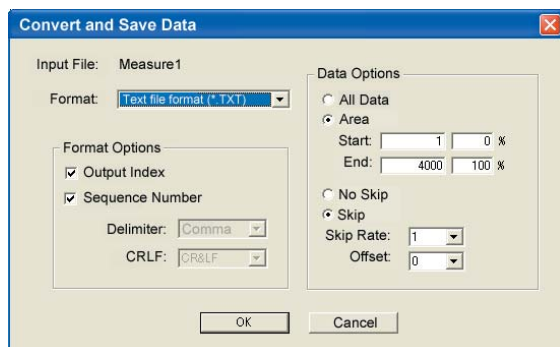 Convert and Save Data
Input File: Measure1
Format: Text file format (*.TXT)
Format Options
Output Index
Sequence Number
Delimiter: Comma
CRLF: CR&LF
Data Options
All Data
Area
Start: 1 0 %
End: 4000 100 %
No Skip
Skip
Skip Rate: 1
Offset: 0
OK Cancel